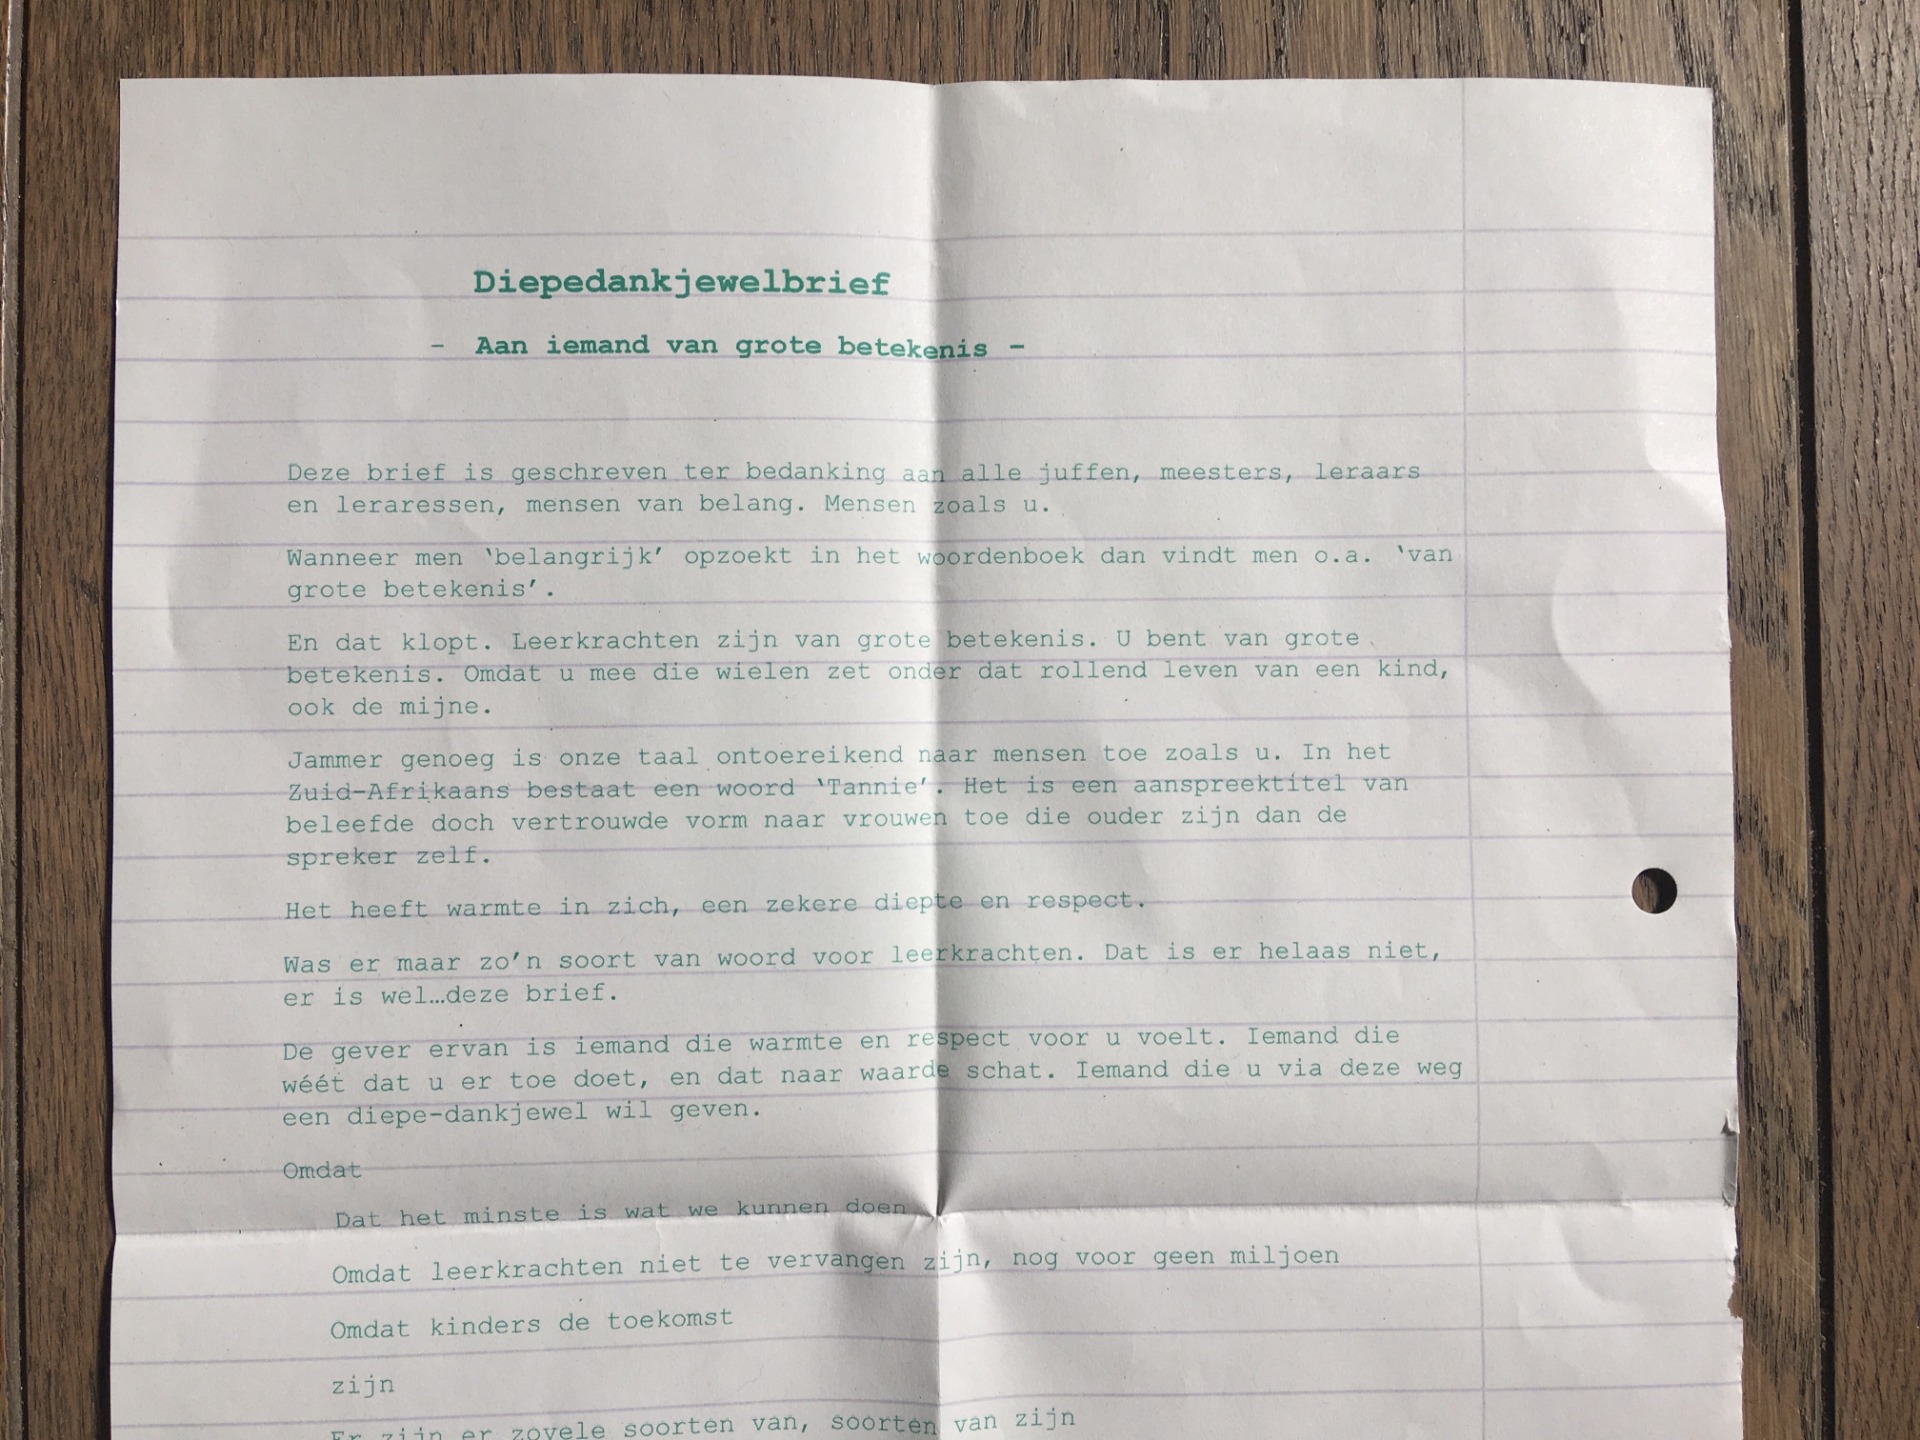 Diepedankjewelbrief
- Aan iemand van grote betekenis -
Deze brief is geschreven ter bedanking aan alle juffen, meesters, leraars
en leraressen, mensen van belang. Mensen zoals u.
Wanneer men ‘belangrijk’ opzoekt in het woordenboek dan vindt men o.a. ‘van
grote betekenis’.
En dat klopt. Leerkrachten zijn van grote betekenis. U bent van grote
betekenis. Omdat u mee die wielen zet onder dat rollend leven van een kind,
ook de mijne.
Jammer genoeg is onze taal ontoereikend naar mensen toe zoals u. In het
Zuid-Afrikaans bestaat een woord ‘Tannie’. Het is een aanspreektitel van
beleefde doch vertrouwde vorm naar vrouwen toe die ouder zijn dan de
spreker zelf.
Het heeft warmte in zich, een zekere diepte en respect.
Was er maar zo’n soort van woord voor leerkrachten. Dat is er helaas niet,
er is wel…deze brief.
De gever ervan is iemand die warmte en respect voor u voelt. Iemand die
wéét dat u er toe doet, en dat naar waarde schat. Iemand die u via deze weg
een diepe-dankjewel wil geven.
Omdat
Dat het minste is wat we kunnen doen
Omdat leerkrachten niet te vervangen zijn, nog voor geen miljoen
Omdat kinders de toekomst
zijn
Er zijn er zovele soorten van, soorten van zijn